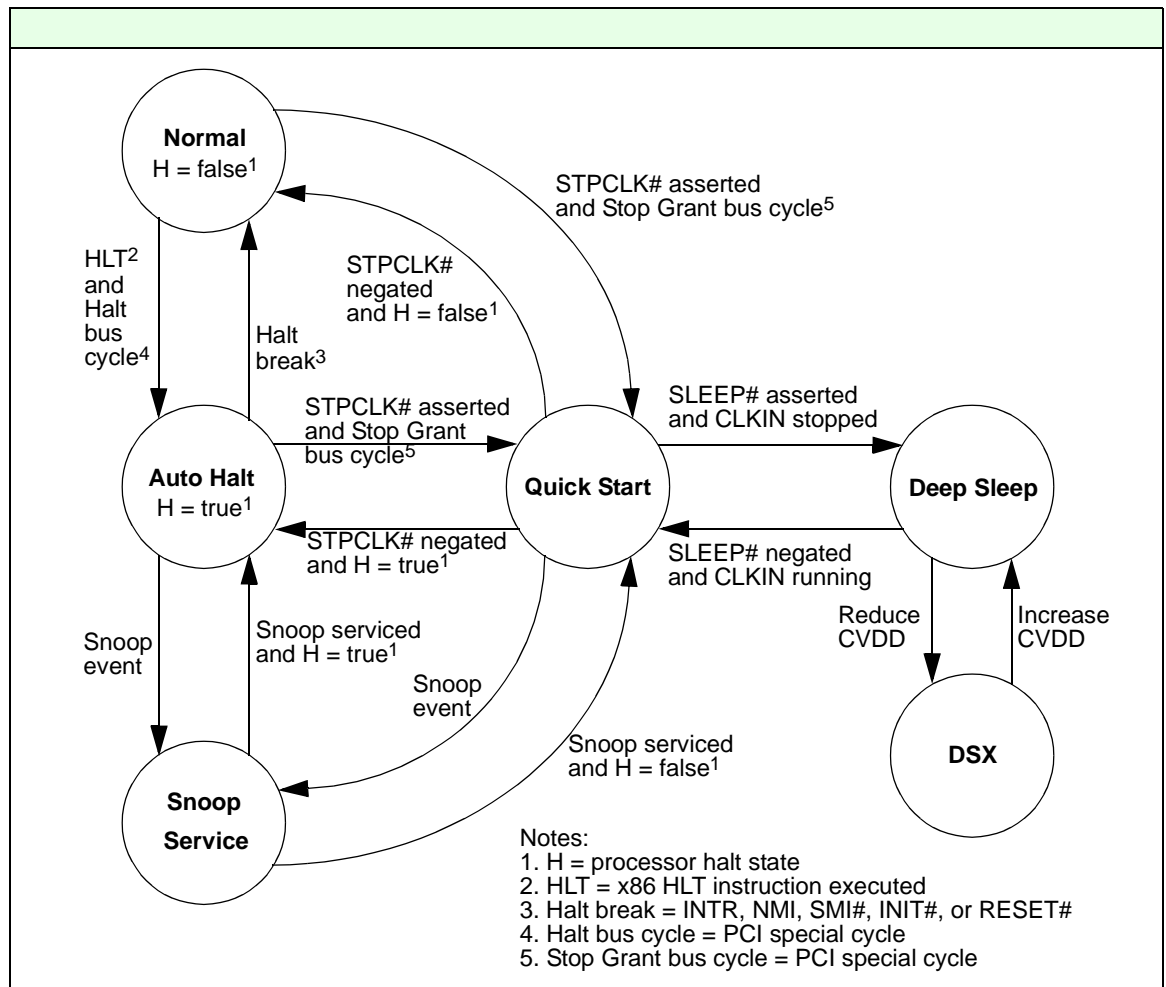 Normal
H = false1
STPCLK# asserted
and Stop Grant bus cycle5
HLT2
and
Halt
bus
cycle4
STPCLK#
negated
and H = false1
Halt
break3
STPCLK# asserted
and Stop Grant
bus cycle5
SLEEP# asserted
and CLKIN stopped
Auto Halt
H = true1
Quick Start
Deep Sleep
STPCLK# negated
and H = true1
SLEEP# negated
and CLKIN running
Reduce
CVDD
Increase
CVDD
Snoop
event
Snoop serviced
and H = true1
Snoop
event
Snoop serviced
and H = false1
DSX
Snoop
Service
Notes:
1. H = processor halt state
2. HLT = x86 HLT instruction executed
3. Halt break = INTR, NMI, SMI#, INIT#, or RESET#
4. Halt bus cycle = PCI special cycle
5. Stop Grant bus cycle = PCI special cycle